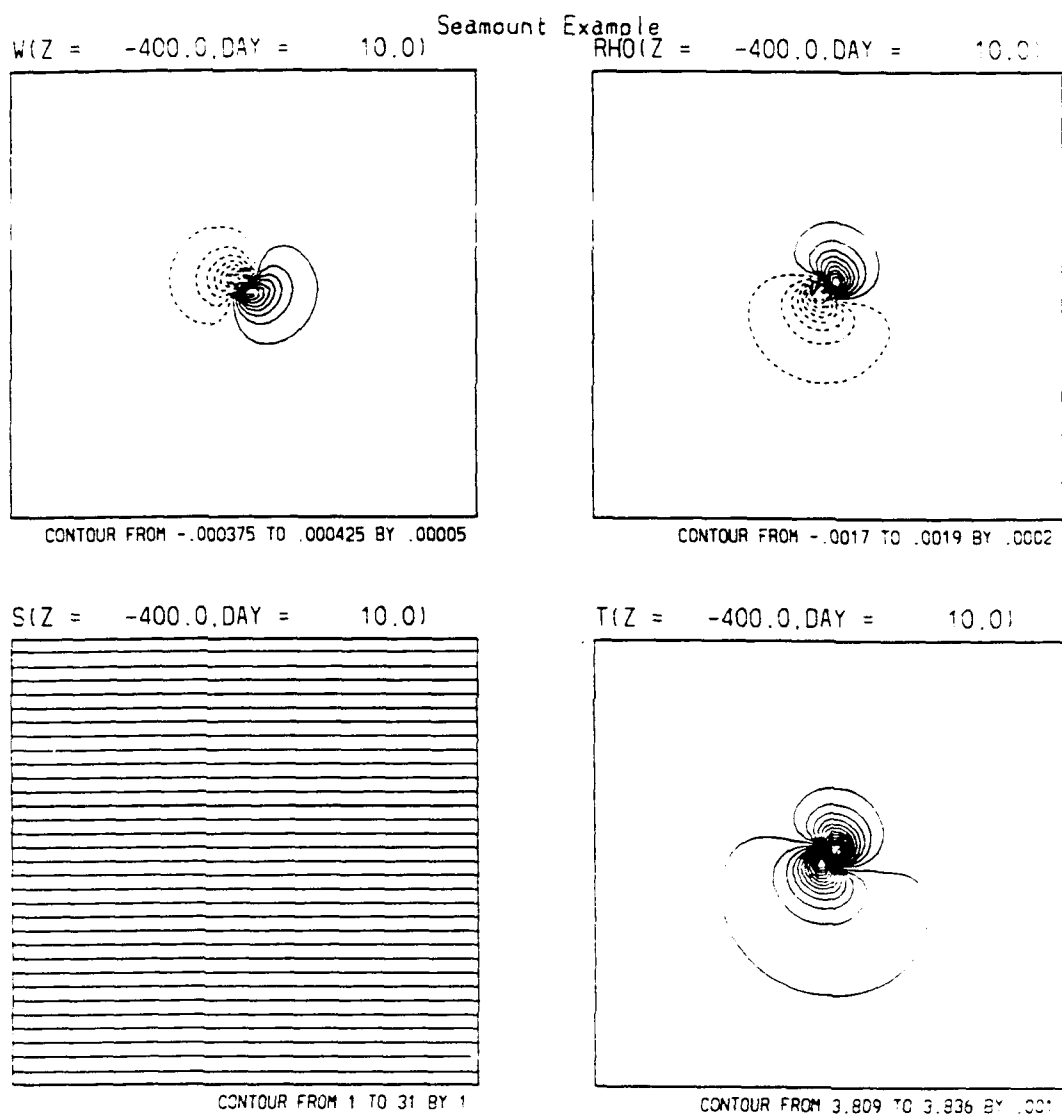 Seamount Example
W(Z = -400.0,DAY = 10.0)
RHO(Z = -400.0,DAY = 10.0)
CONTOUR FROM -.000375 TO .000425 BY .00005
CONTOUR FROM -.0017 TO .0019 BY .0002
S(Z = -400.0,DAY = 10.0)
T(Z = -400.0,DAY = 10.0)
CONTOUR FROM 1 TO 31 BY 1
CONTOUR FROM 3.809 TO 3.836 BY .001